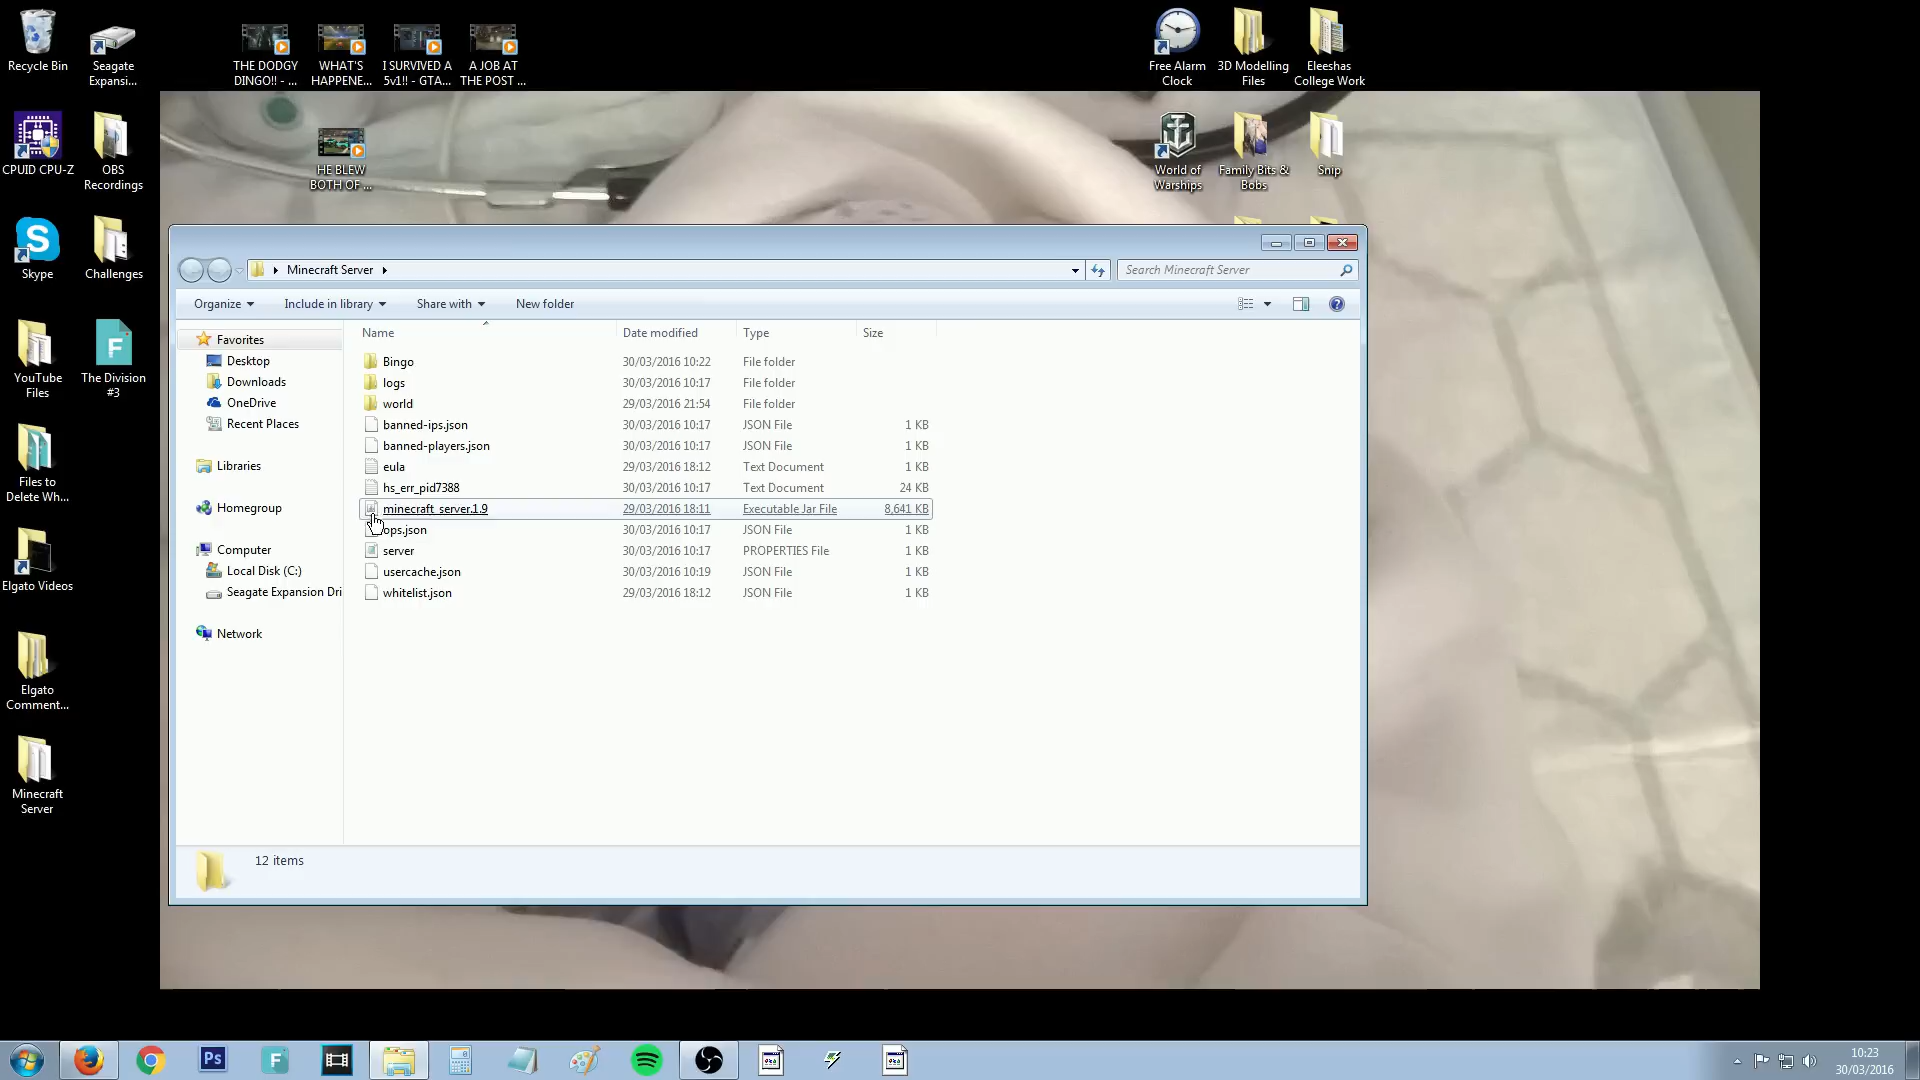 Recycle Bin
Seagate
Expansi...
THE DODGY
DINGO!! - ...
WHAT'S
HAPPENE...
I SURVIVED A
5v1!! - GTA...
A JOB AT
THE POST ...
Free Alarm
Clock
3D Modelling
Files
Eleeshas
College Work
CPUID CPU-Z
OBS
Recordings
HE BLEW
BOTH OF ...
World of
Warships
Family Bits &
Bobs
Snip
Skype
Challenges
YouTube
Files
F
The Division
#3
Files to
Delete Wh...
Elgato Videos
Elgato
Comment...
Minecraft
Server
Minecraft Server
Search Minecraft Server
Organize
Include in library
Share with
New folder
Name
Date modified
Type
Size
Favorites
Desktop
Downloads
OneDrive
Recent Places
Libraries
Homegroup
Computer
Local Disk (C:)
Seagate Expansion Dri
Network
Bingo 30/03/2016 10:22 File folder
logs 30/03/2016 10:17 File folder
world 29/03/2016 21:54 File folder
banned-ips.json 30/03/2016 10:17 JSON File 1 KB
banned-players.json 30/03/2016 10:17 JSON File 1 KB
eula 29/03/2016 18:12 Text Document 1 KB
hs_err_pid7388 30/03/2016 10:17 Text Document 24 KB
minecraft_server.1.9 29/03/2016 18:11 Executable Jar File 8,641 KB
ops.json 30/03/2016 10:17 JSON File 1 KB
server 30/03/2016 10:17 PROPERTIES File 1 KB
usercache.json 30/03/2016 10:19 JSON File 1 KB
whitelist.json 29/03/2016 18:12 JSON File 1 KB
12 items
Ps
F
10:23
30/03/2016